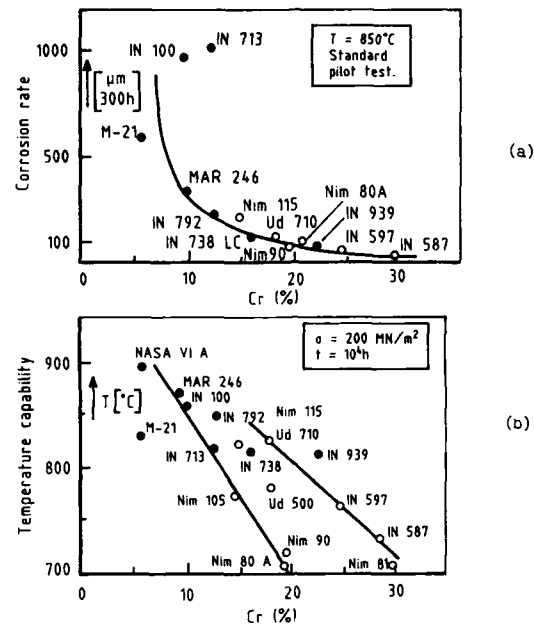 IN 713
IN 100
T = 850°C
Standard
pilot test.
1000
[μm
300h]
Corrosion rate
(a)
M-21
500
MAR 246
Nim 115
Nim 80A
Ud 710
IN 939
IN 792
IN 597
IN 587
IN 738 LC
100
Nim90
0
10
20
30
Cr (%)
900
NASA VI A
σ = 200 MN/m²
t = 10⁴h
T [°C]
MAR 246
IN 100
Temperature capability
(b)
M-21
IN 792
Nim 115
Ud 710
IN 713
IN 738
IN 939
800
Nim 105
Ud 500
IN 597
Nim 90
IN 587
Nim 80 A
Nim 81
700
0
10
20
30
Cr (%)